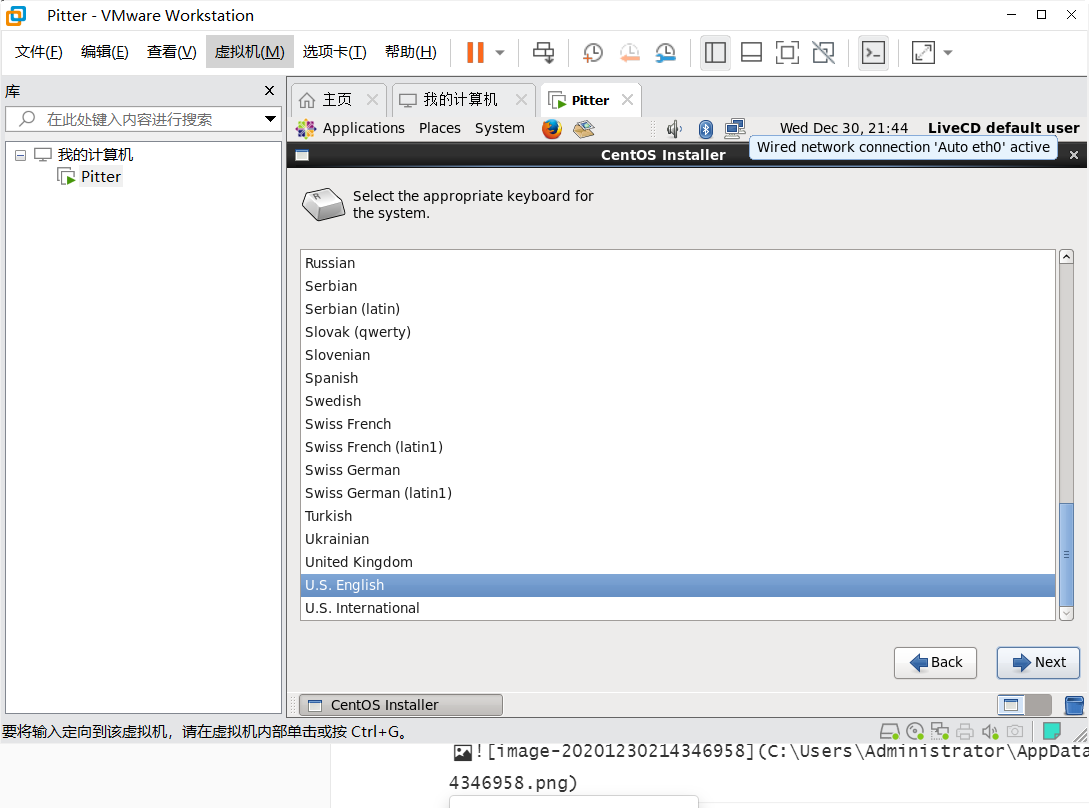 Pitter - VMware Workstation
文件(F) 编辑(E) 查看(V) 虚拟机(M) 选项卡(T) 帮助(H)
库
在此处键入内容进行搜索
我的计算机
Pitter
主页 我的计算机 Pitter
Applications Places System Wed Dec 30, 21:44 LiveCD default user
CentOS Installer
Wired network connection 'Auto eth0' active
Select the appropriate keyboard for
the system.
Russian
Serbian
Serbian (latin)
Slovak (qwerty)
Slovenian
Spanish
Swedish
Swiss French
Swiss French (latin1)
Swiss German
Swiss German (latin1)
Turkish
Ukrainian
United Kingdom
U.S. English
U.S. International
Back Next
CentOS Installer
要将输入定向到该虚拟机，请在虚拟机内部单击或按 Ctrl+G。
![image-20201230214346958](C:\Users\Administrator\AppData
4346958.png)